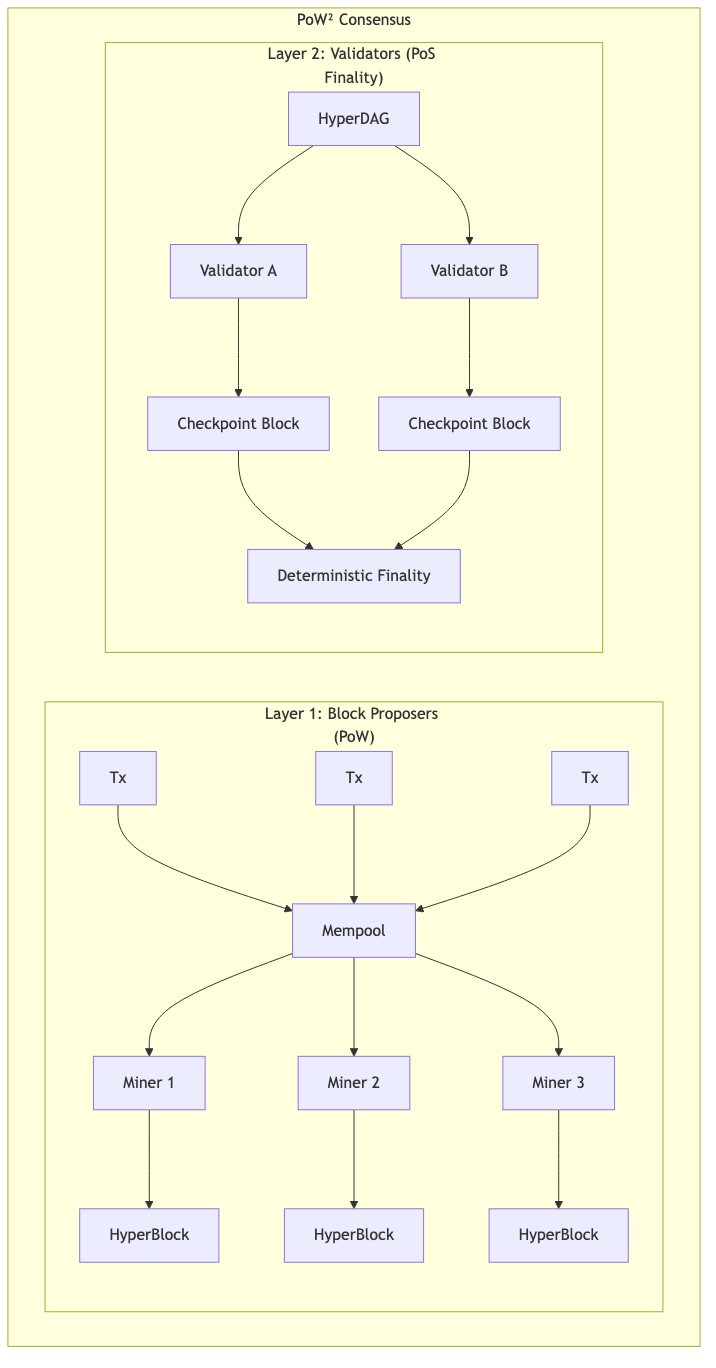 PoW² Consensus
Layer 2: Validators (PoS
Finality)
HyperDAG
Validator A
Validator B
Checkpoint Block
Checkpoint Block
Deterministic Finality
Layer 1: Block Proposers
(PoW)
Tx
Tx
Tx
Mempool
Miner 1
Miner 2
Miner 3
HyperBlock
HyperBlock
HyperBlock